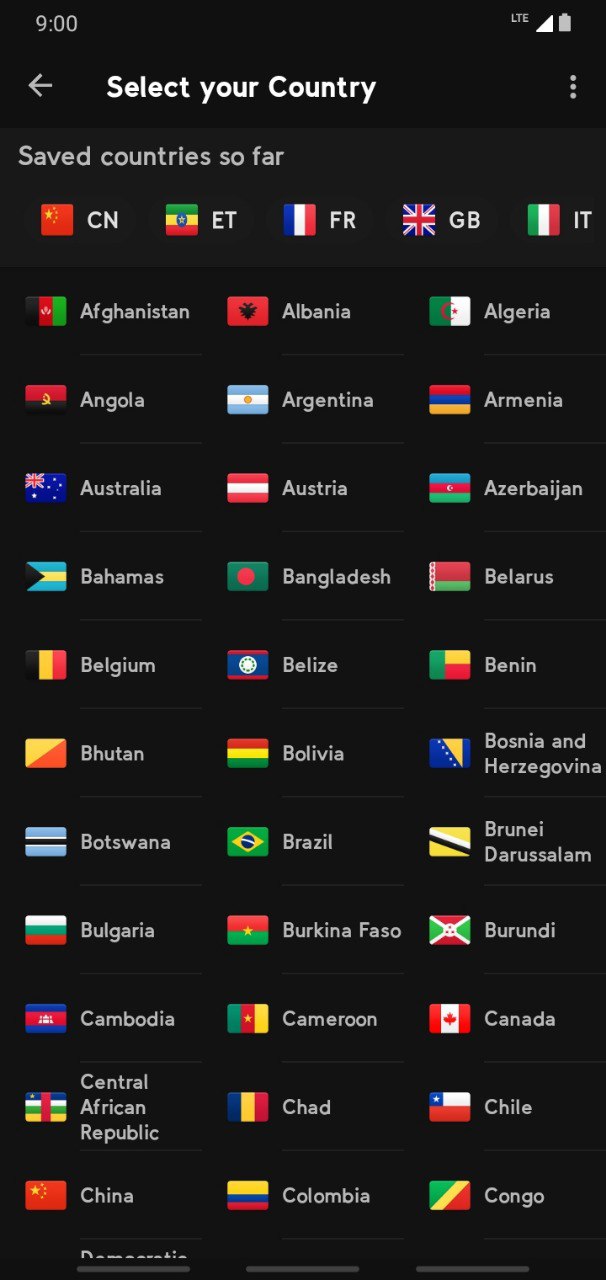 9:00
LTE
Select your Country
Saved countries so far
CN ET FR GB IT
Afghanistan Albania Algeria
Angola Argentina Armenia
Australia Austria Azerbaijan
Bahamas Bangladesh Belarus
Belgium Belize Benin
Bhutan Bolivia Bosnia and
Herzegovina
Botswana Brazil Brunei
Darussalam
Bulgaria Burkina Faso Burundi
Cambodia Cameroon Canada
Central
African
Republic
Chad Chile
China Colombia Congo
Democratic